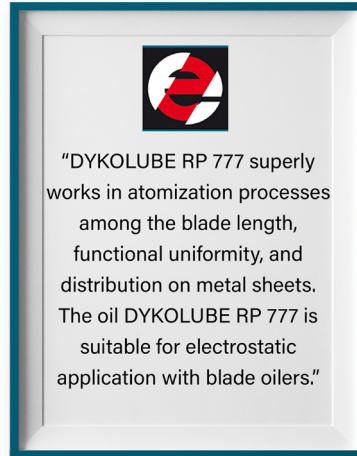 “DYKOLUBE RP 777 superly
works in atomization processes
among the blade length,
functional uniformity, and
distribution on metal sheets.
The oil DYKOLUBE RP 777 is
suitable for electrostatic
application with blade oilers.”